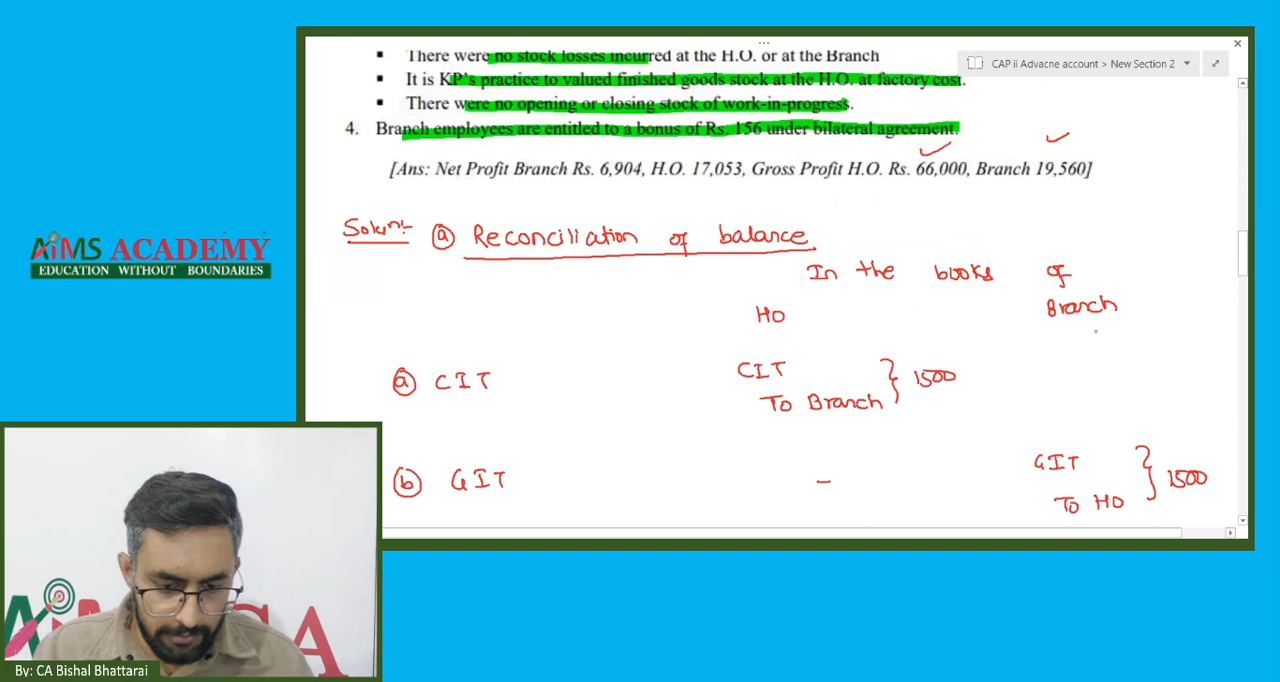 There were no stock losses incurred at the H.O. or at the Branch
It is KP's practice to valued finished goods stock at the H.O. at factory cost.
There were no opening or closing stock of work-in-progress.
4. Branch employees are entitled to a bonus of Rs. 156 under bilateral agreement.
[Ans: Net Profit Branch Rs. 6,904, H.O. 17,053, Gross Profit H.O. Rs. 66,000, Branch 19,560]
CAP ii Advacne account > New Section 2
AiMS ACADEMY
EDUCATION WITHOUT BOUNDARIES
Soln:- (a) Reconciliation of balance
In the books of
HO Branch
(a) CIT CIT } 1500
To Branch
(b) GIT - GIT } 1500
To HO
CA
By: CA Bishal Bhattarai